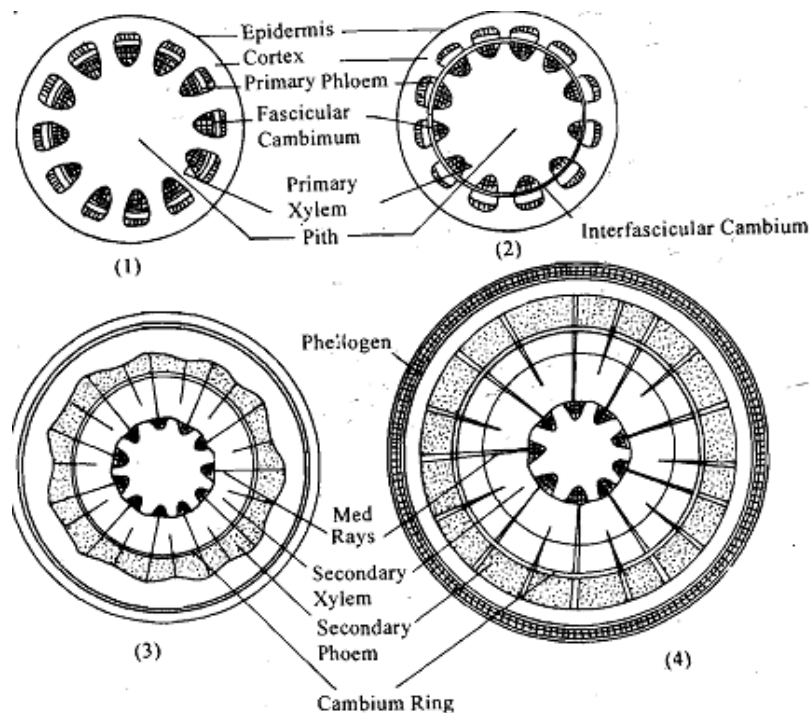 Epidermis
Cortex
Primary Phloem
Fascicular
Cambimum
Primary
Xylem
Pith
(1)
(2)
Interfascicular Cambium
Phellogen
Med
Rays
Secondary
Xylem
Secondary
Phoem
Cambium Ring
(3)
(4)